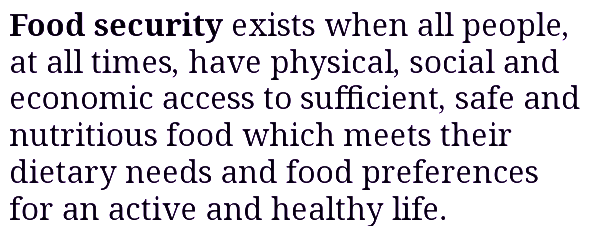 Food security exists when all people,
at all times, have physical, social and
economic access to sufficient, safe and
nutritious food which meets their
dietary needs and food preferences
for an active and healthy life.